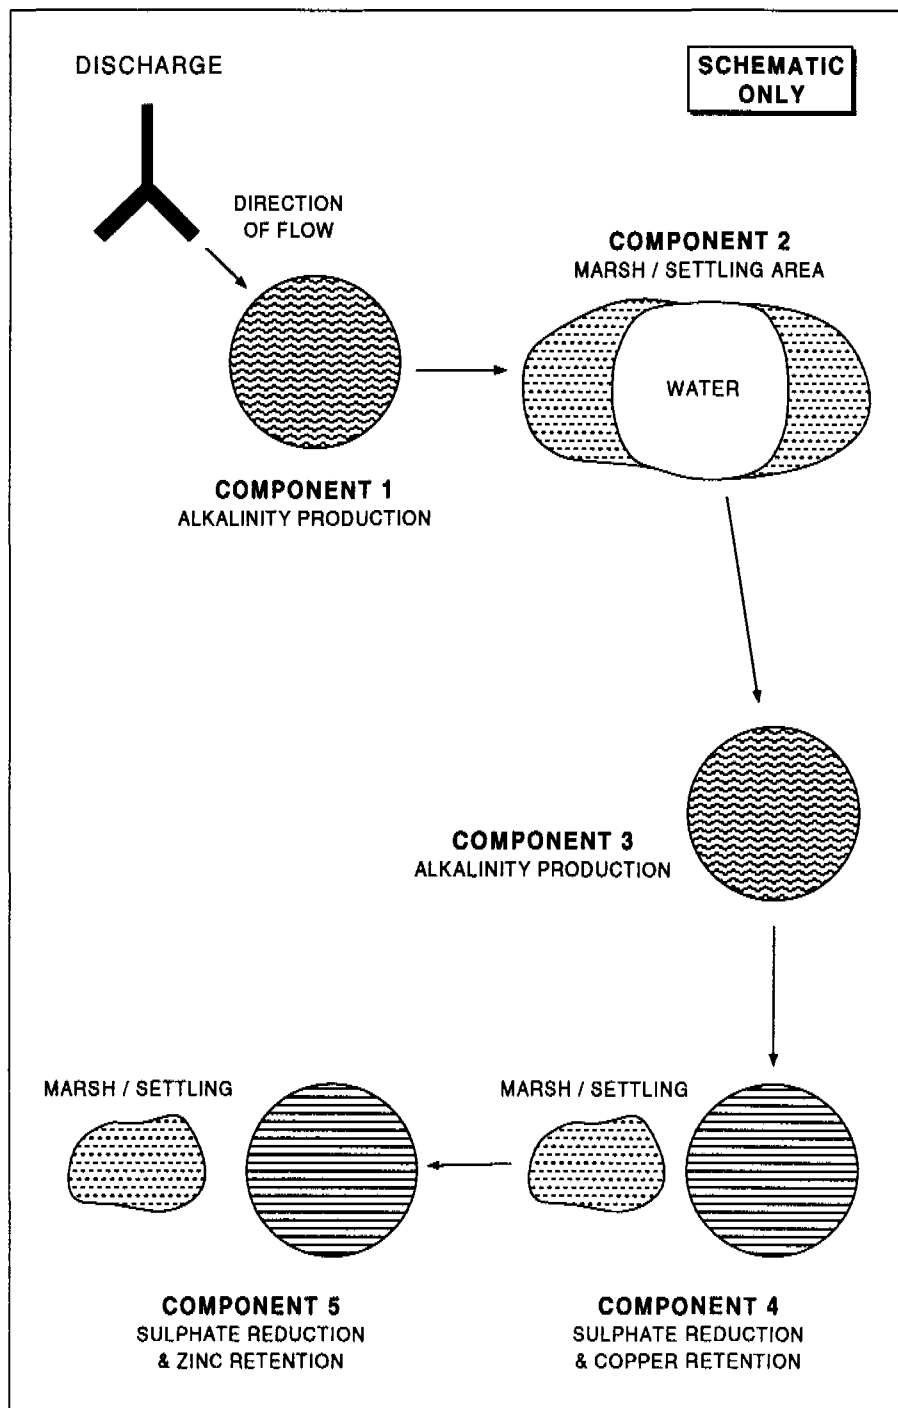 DISCHARGE
SCHEMATIC
ONLY
DIRECTION
OF FLOW
COMPONENT 2
MARSH / SETTLING AREA
WATER
COMPONENT 1
ALKALINITY PRODUCTION
COMPONENT 3
ALKALINITY PRODUCTION
MARSH / SETTLING
MARSH / SETTLING
COMPONENT 5
SULPHATE REDUCTION
& ZINC RETENTION
COMPONENT 4
SULPHATE REDUCTION
& COPPER RETENTION